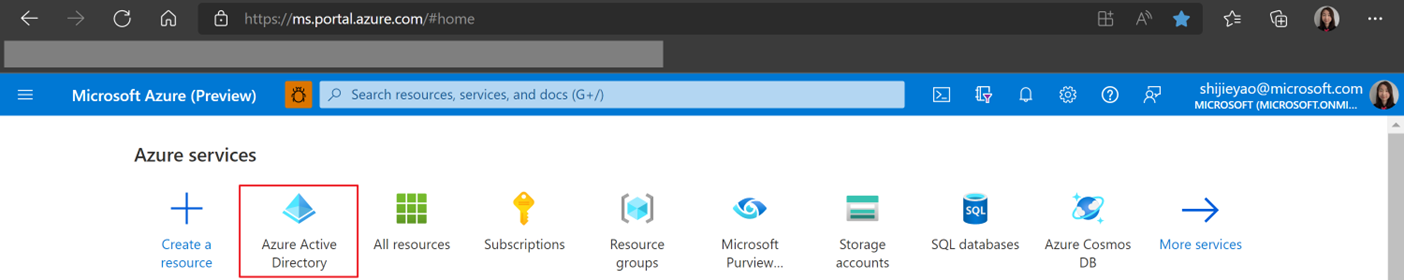 https://ms.portal.azure.com/#home
Microsoft Azure (Preview)
Search resources, services, and docs (G+/)
shijieyao@microsoft.com
MICROSOFT (MICROSOFT.ONMI...
Azure services
Create a
resource
Azure Active
Directory
All resources
Subscriptions
Resource
groups
Microsoft
Purview...
Storage
accounts
SQL
SQL databases
Azure Cosmos
DB
More services